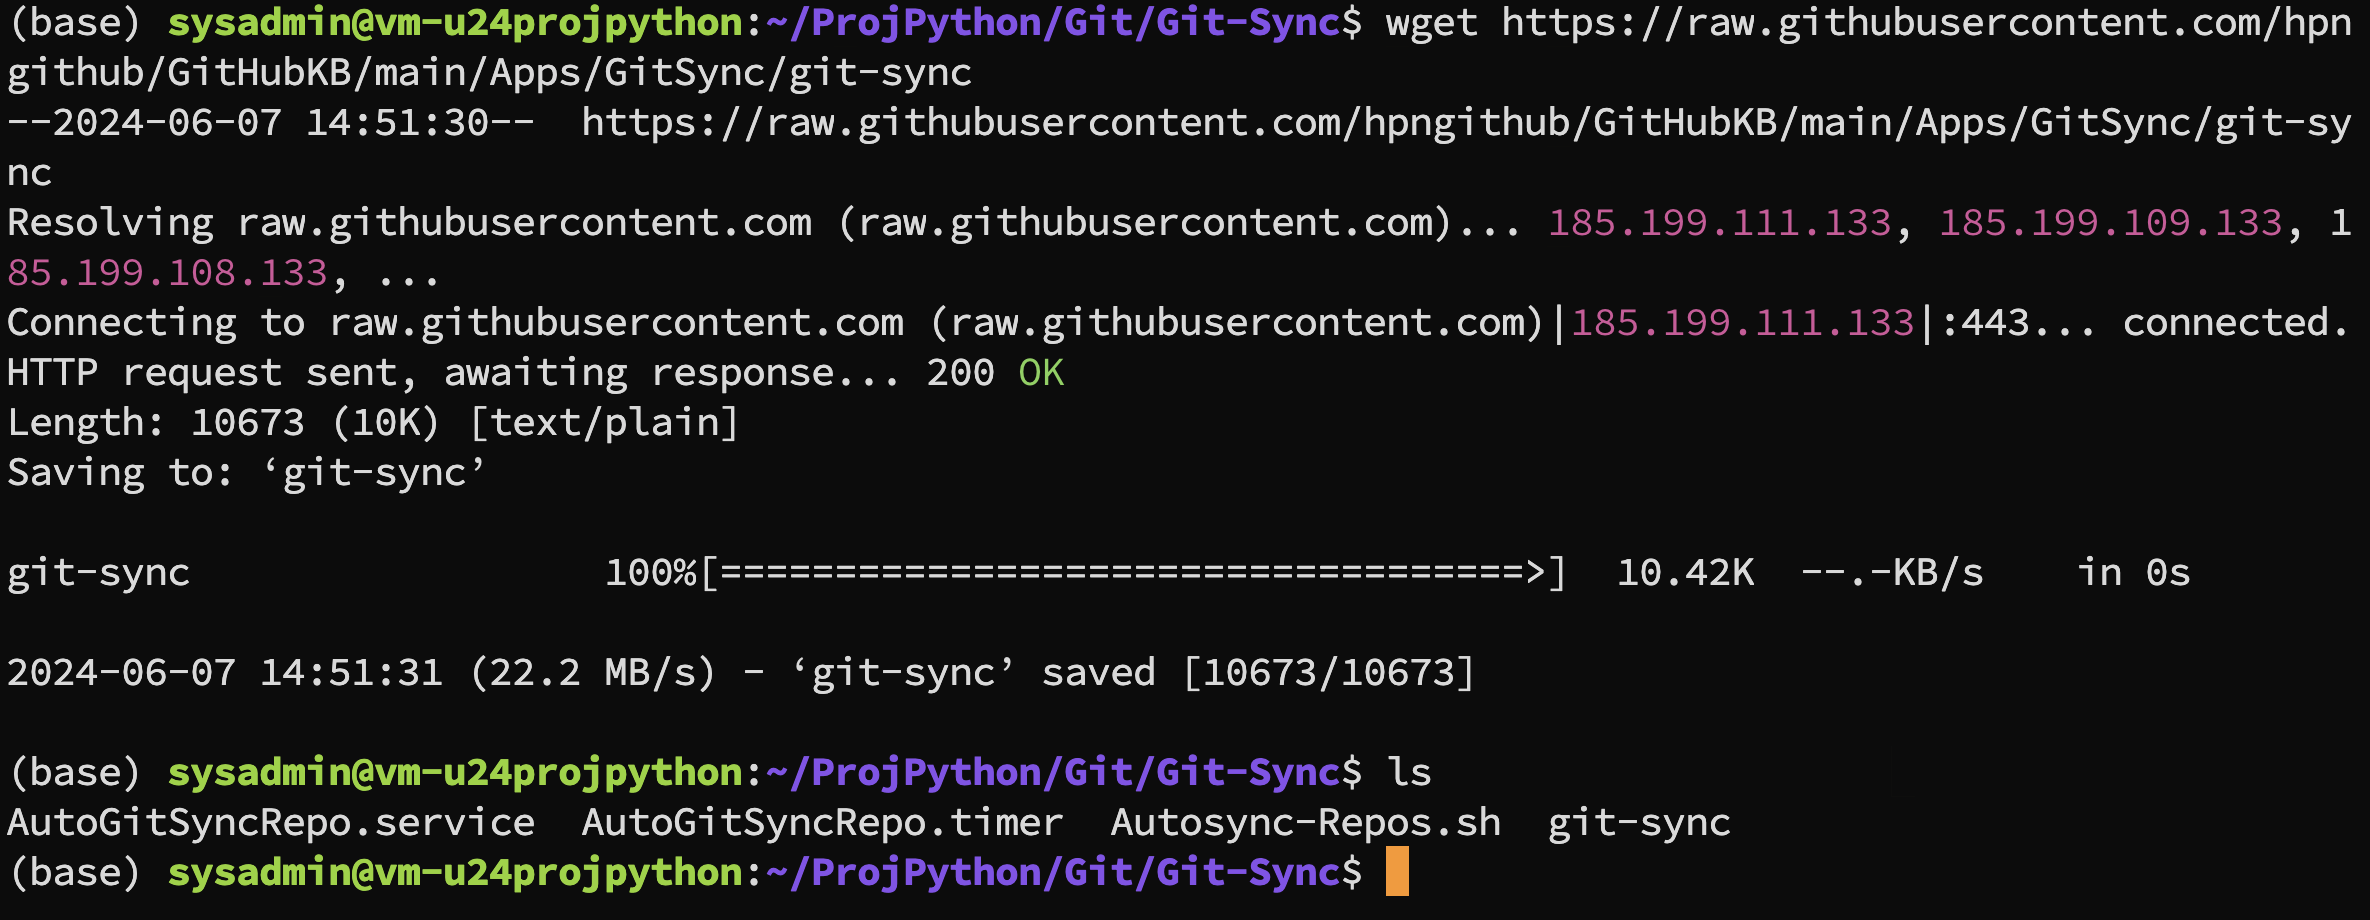 (base) sysadmin@vm-u24projpython:~/ProjPython/Git/Git-Sync$ wget https://raw.githubusercontent.com/hpn
github/GitHubKB/main/Apps/GitSync/git-sync
--2024-06-07 14:51:30--  https://raw.githubusercontent.com/hpngithub/GitHubKB/main/Apps/GitSync/git-sy
nc
Resolving raw.githubusercontent.com (raw.githubusercontent.com)... 185.199.111.133, 185.199.109.133, 1
85.199.108.133, ...
Connecting to raw.githubusercontent.com (raw.githubusercontent.com)|185.199.111.133|:443... connected.
HTTP request sent, awaiting response... 200 OK
Length: 10673 (10K) [text/plain]
Saving to: ‘git-sync’
git-sync                  100%[===================================>]  10.42K  --.-KB/s    in 0s
2024-06-07 14:51:31 (22.2 MB/s) - ‘git-sync’ saved [10673/10673]
(base) sysadmin@vm-u24projpython:~/ProjPython/Git/Git-Sync$ ls
AutoGitSyncRepo.service  AutoGitSyncRepo.timer  Autosync-Repos.sh  git-sync
(base) sysadmin@vm-u24projpython:~/ProjPython/Git/Git-Sync$